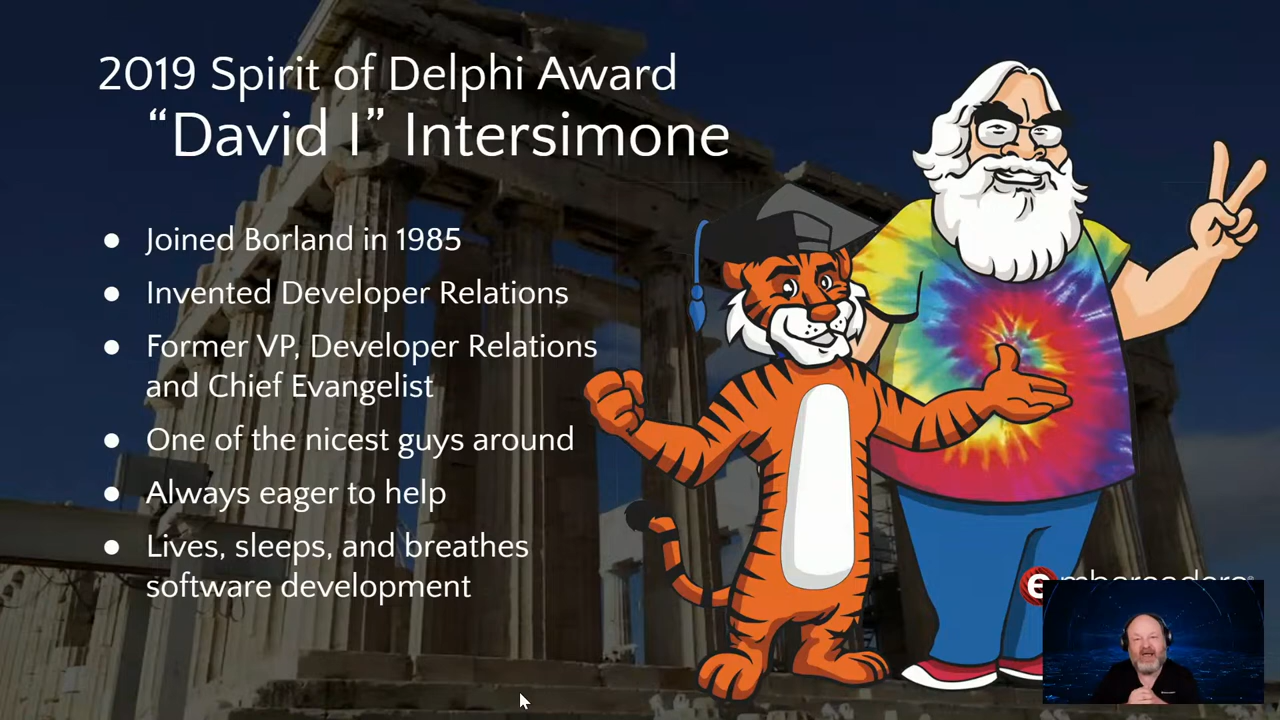 2019 Spirit of Delphi Award
“David I” Intersimone
● Joined Borland in 1985
● Invented Developer Relations
● Former VP, Developer Relations
and Chief Evangelist
● One of the nicest guys around
● Always eager to help
● Lives, sleeps, and breathes
software development
embarcadero®